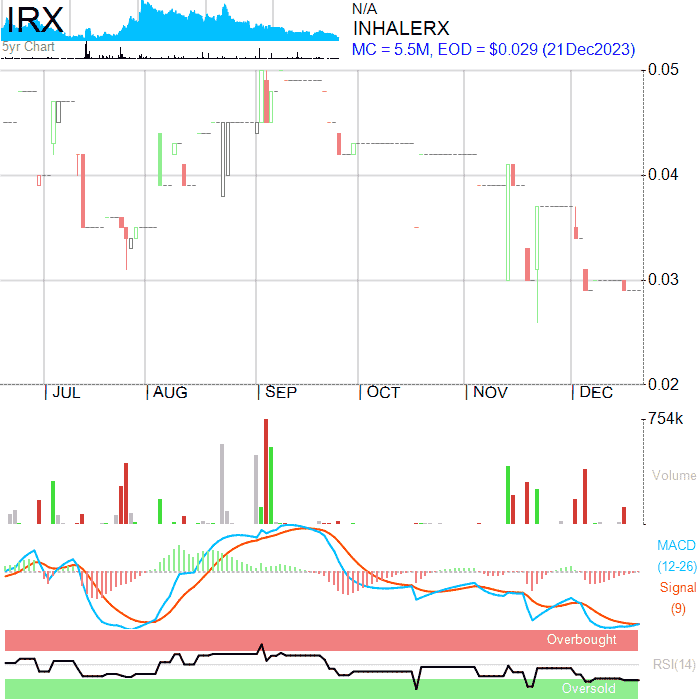 IRX
5yr Chart
N/A
INHALERX
MC = 5.5M, EOD = $0.029 (21Dec2023)
0.05
0.04
0.03
0.02
JUL AUG SEP OCT NOV DEC
754k
Volume
MACD
(12-26)
Signal
(9)
Overbought
RSI(14)
Oversold